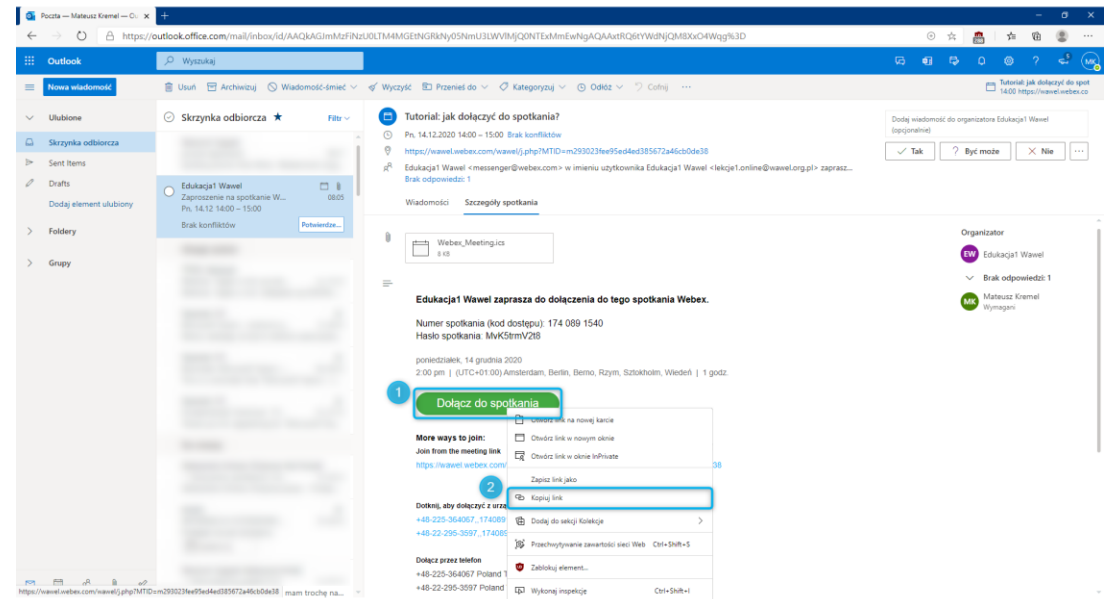 Poczta — Mateusz Kremel — Ou
https://outlook.office.com/mail/inbox/id/AAQkAGJmMzFiNzU0LTM4MGEtNGRkNy05NmU3LWVlMjQ0NTExMmEwNgAQAAxtRQ6tYWdNjQM8XxO4Wqg%3D
Outlook
Wyszukaj
MK
Nowa wiadomość
Usuń
Archiwizuj
Wiadomość-śmieć
Wyczyść
Przenieś do
Kategoryzuj
Odłóż
Cofnij
Tutorial: jak dołączyć do spot
14:00 https://wawel.webex.co
Ulubione
Skrzynka odbiorcza
Sent Items
Drafts
Dodaj element ulubiony
Foldery
Grupy
Skrzynka odbiorcza ★
Filtr
Edukacja1 Wawel
Zaproszenie na spotkanie W...
08:05
Pn. 14.12 14:00 – 15:00
Brak konfliktów
Potwierdze...
Tutorial: jak dołączyć do spotkania?
Pn. 14.12.2020 14:00 – 15:00 Brak konfliktów
https://wawel.webex.com/wawel/j.php?MTID=m293023fee95ed4ed385672a46cb0de38
Edukacja1 Wawel <messenger@webex.com> w imieniu użytkownika Edukacja1 Wawel <lekcje1.online@wawel.org.pl> zaprasz...
Brak odpowiedzi: 1
Dodaj wiadomość do organizatora Edukacja1 Wawel
(opcjonalnie)
Tak
? Być może
Nie
Wiadomości
Szczegóły spotkania
Webex_Meeting.ics
8 KB
Organizator
EW Edukacja1 Wawel
Brak odpowiedzi: 1
MK Mateusz Kremel
Wymagani
Edukacja1 Wawel zaprasza do dołączenia do tego spotkania Webex.
Numer spotkania (kod dostępu): 174 089 1540
Hasło spotkania: MvK5trmV2t8
poniedziałek, 14 grudnia 2020
2:00 pm | (UTC+01:00) Amsterdam, Berlin, Berno, Rzym, Sztokholm, Wiedeń | 1 godz.
1
Dołącz do spotkania
More ways to join:
Join from the meeting link
https://wawel.webex.com/
38
Dotknij, aby dołączyć z urzą
+48-225-364067,,174089
+48-22-295-3597,,174089
Dołącz przez telefon
+48-225-364067 Poland T
+48-22-295-3597 Poland
Otwórz link na nowej karcie
Otwórz link w nowym oknie
Otwórz link w oknie InPrivate
Zapisz link jako
2
Kopiuj link
Dodaj do sekcji Kolekcje
Przechwytywanie zawartości sieci Web Ctrl+Shift+S
Zablokuj element...
Wykonaj inspekcję Ctrl+Shift+I
https://wawel.webex.com/wawel/j.php?MTID=m293023fee95ed4ed385672a46cb0de38
mam trochę na...